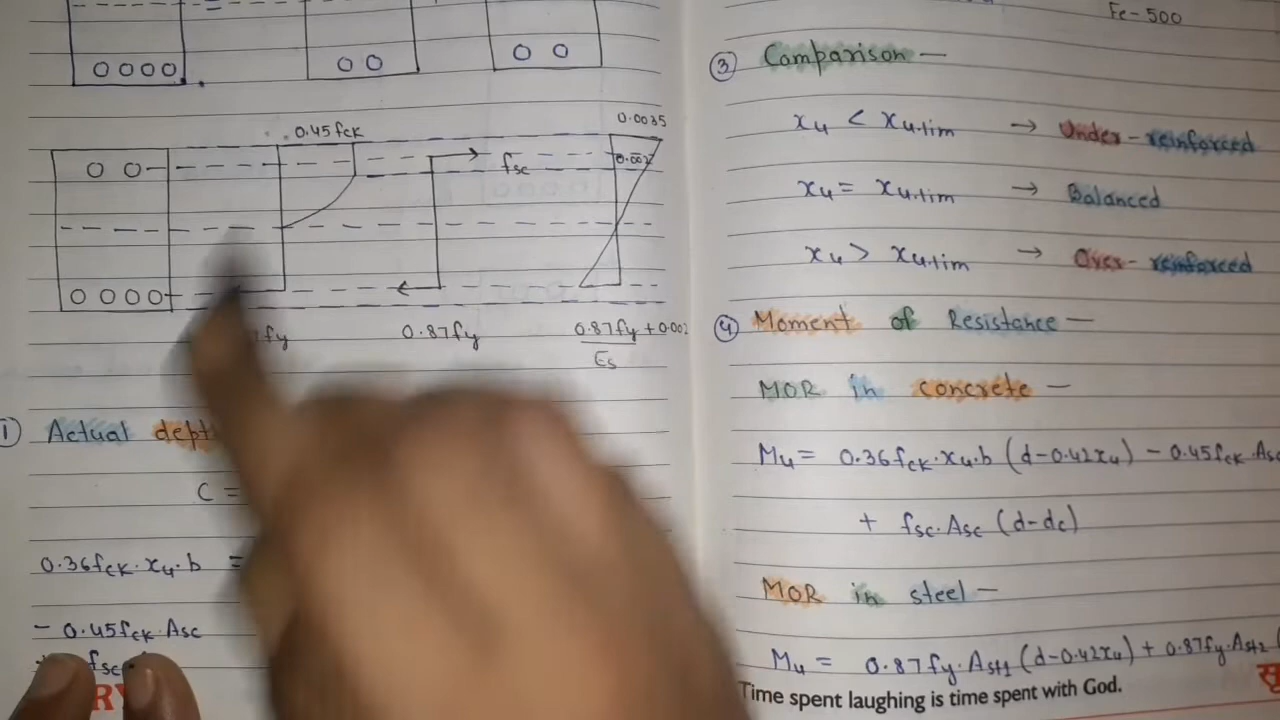 0.45fck
0.0035
fsc
0.002
fy
0.87fy
0.87fy + 0.002
Es
1 Actual dept
C =
0.36fck·xu·b =
- 0.45fck·Asc
fsc
RY
Fe-500
3 Comparison —
xu < xu·lim → Under-reinforced
xu = xu·lim → Balanced
xu > xu·lim → Over-reinforced
4 Moment of Resistance —
MOR in concrete —
Mu = 0.36fck·xu·b (d-0.42xu) - 0.45fck·Asc
+ fsc·Asc (d-dc)
MOR in steel —
Mu = 0.87fy·Ast1 (d-0.42xu) + 0.87fy·Ast2 (
Time spent laughing is time spent with God.